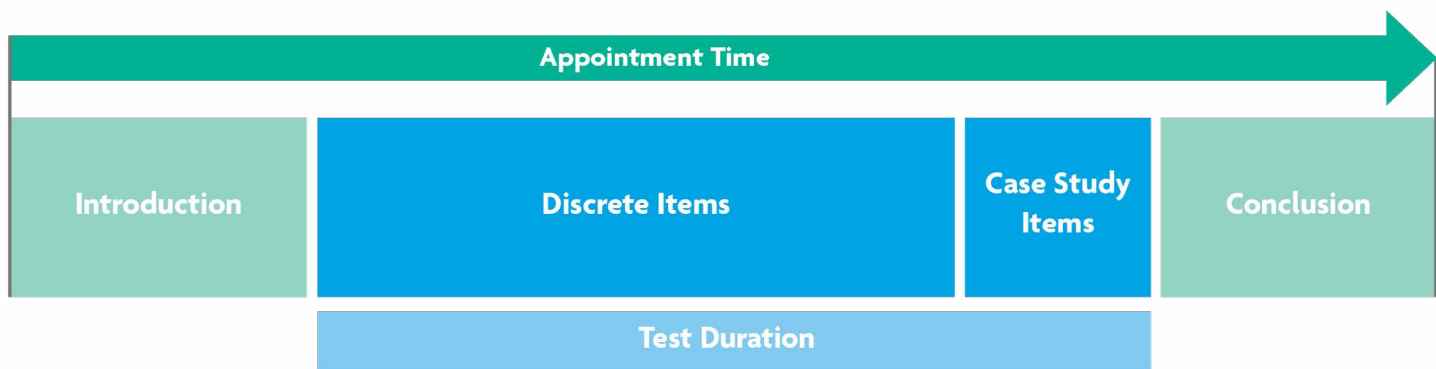 Appointment Time
Introduction
Discrete Items
Case Study
Items
Conclusion
Test Duration